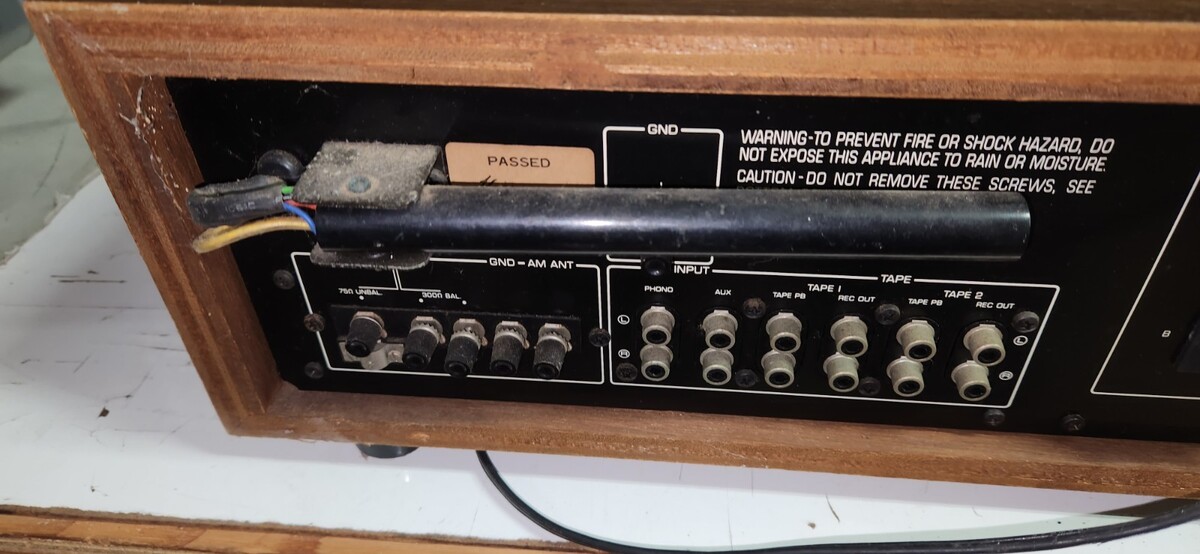 PASSED
GND
WARNING-TO PREVENT FIRE OR SHOCK HAZARD, DO
NOT EXPOSE THIS APPLIANCE TO RAIN OR MOISTURE.
CAUTION-DO NOT REMOVE THESE SCREWS, SEE
GND-AM ANT
75Ω UNBAL.
300Ω BAL.
INPUT
TAPE
PHONO
AUX
TAPE 1
TAPE PB
REC OUT
TAPE 2
TAPE PB
REC OUT
L
R
L
R